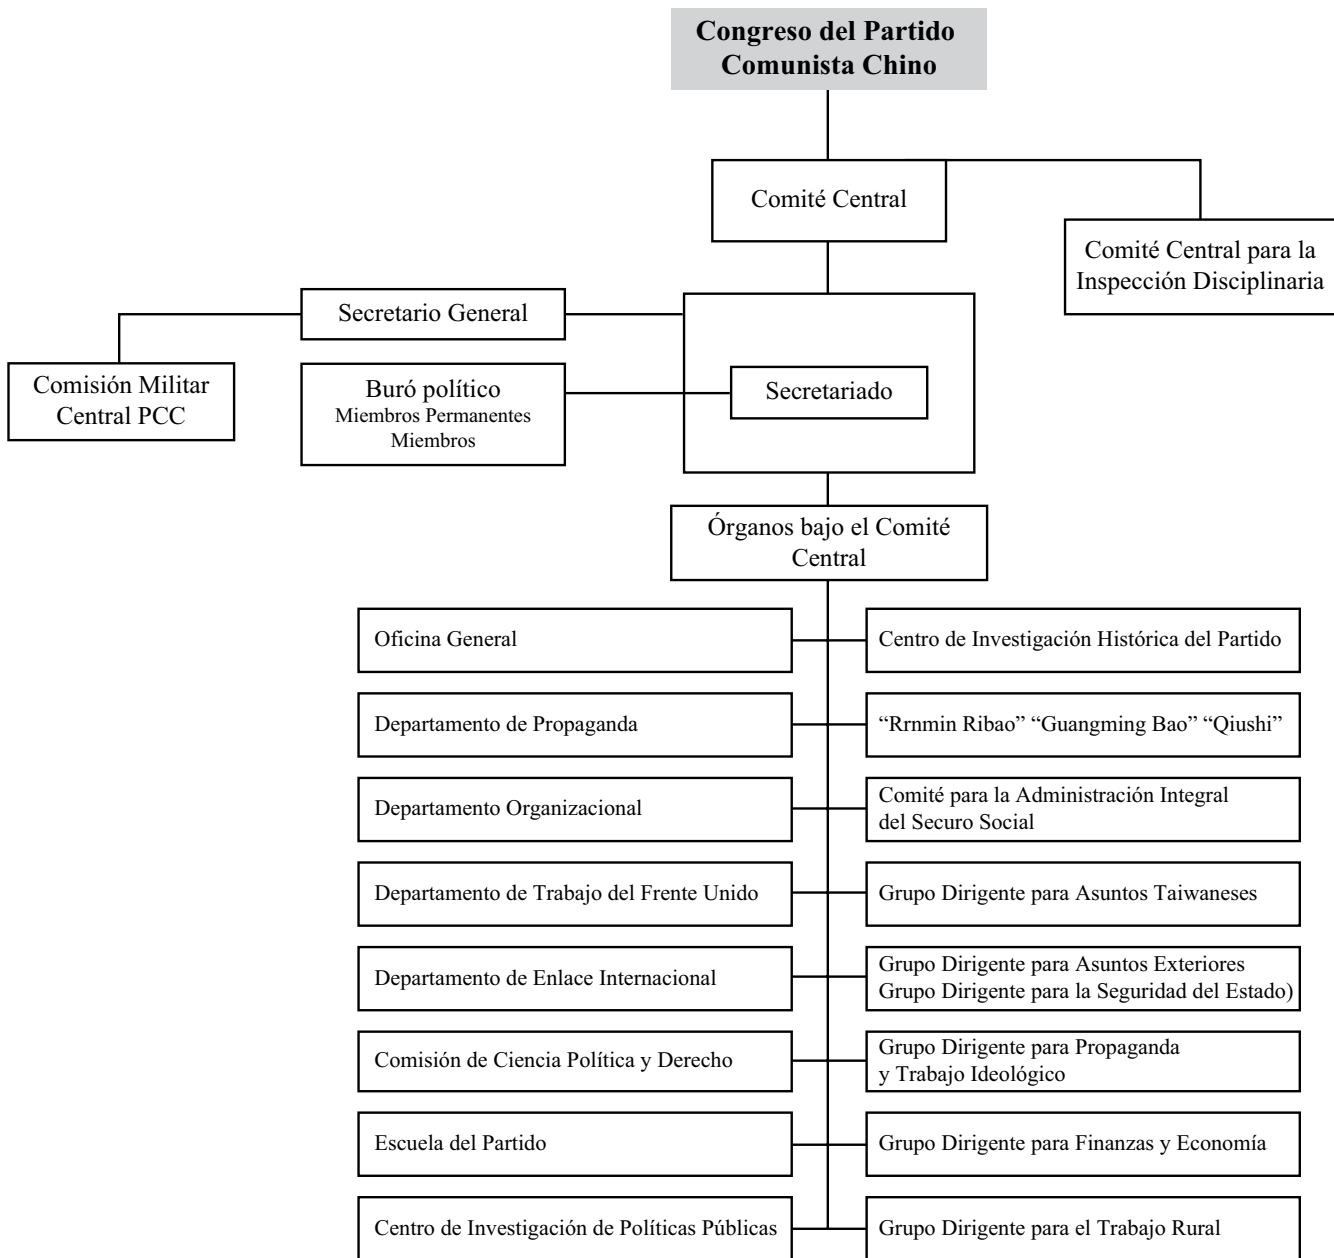 Congreso del Partido
Comunista Chino
Comité Central
Comité Central para la
Inspección Disciplinaria
Secretario General
Comisión Militar
Central PCC
Buró político
Miembros Permanentes
Miembros
Secretariado
Órganos bajo el Comité
Central
Oficina General
Centro de Investigación Histórica del Partido
Departamento de Propaganda
“Rrnmin Ribao” “Guangming Bao” “Qiushi”
Departamento Organizacional
Comité para la Administración Integral
del Securo Social
Departamento de Trabajo del Frente Unido
Grupo Dirigente para Asuntos Taiwaneses
Departamento de Enlace Internacional
Grupo Dirigente para Asuntos Exteriores
Grupo Dirigente para la Seguridad del Estado)
Comisión de Ciencia Política y Derecho
Grupo Dirigente para Propaganda
y Trabajo Ideológico
Escuela del Partido
Grupo Dirigente para Finanzas y Economía
Centro de Investigación de Políticas Públicas
Grupo Dirigente para el Trabajo Rural